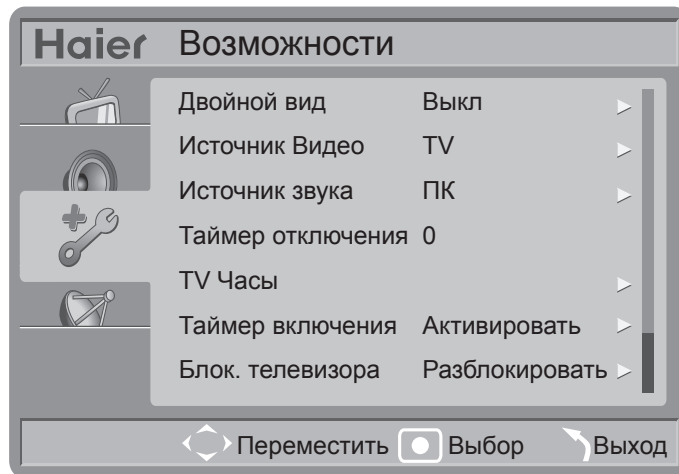 Haier Возможности
Двойной вид Выкл
Источник Видео TV
Источник звука ПК
Таймер отключения 0
TV Часы
Таймер включения Активировать
Блок. телевизора Разблокировать
Переместить Выбор Выход